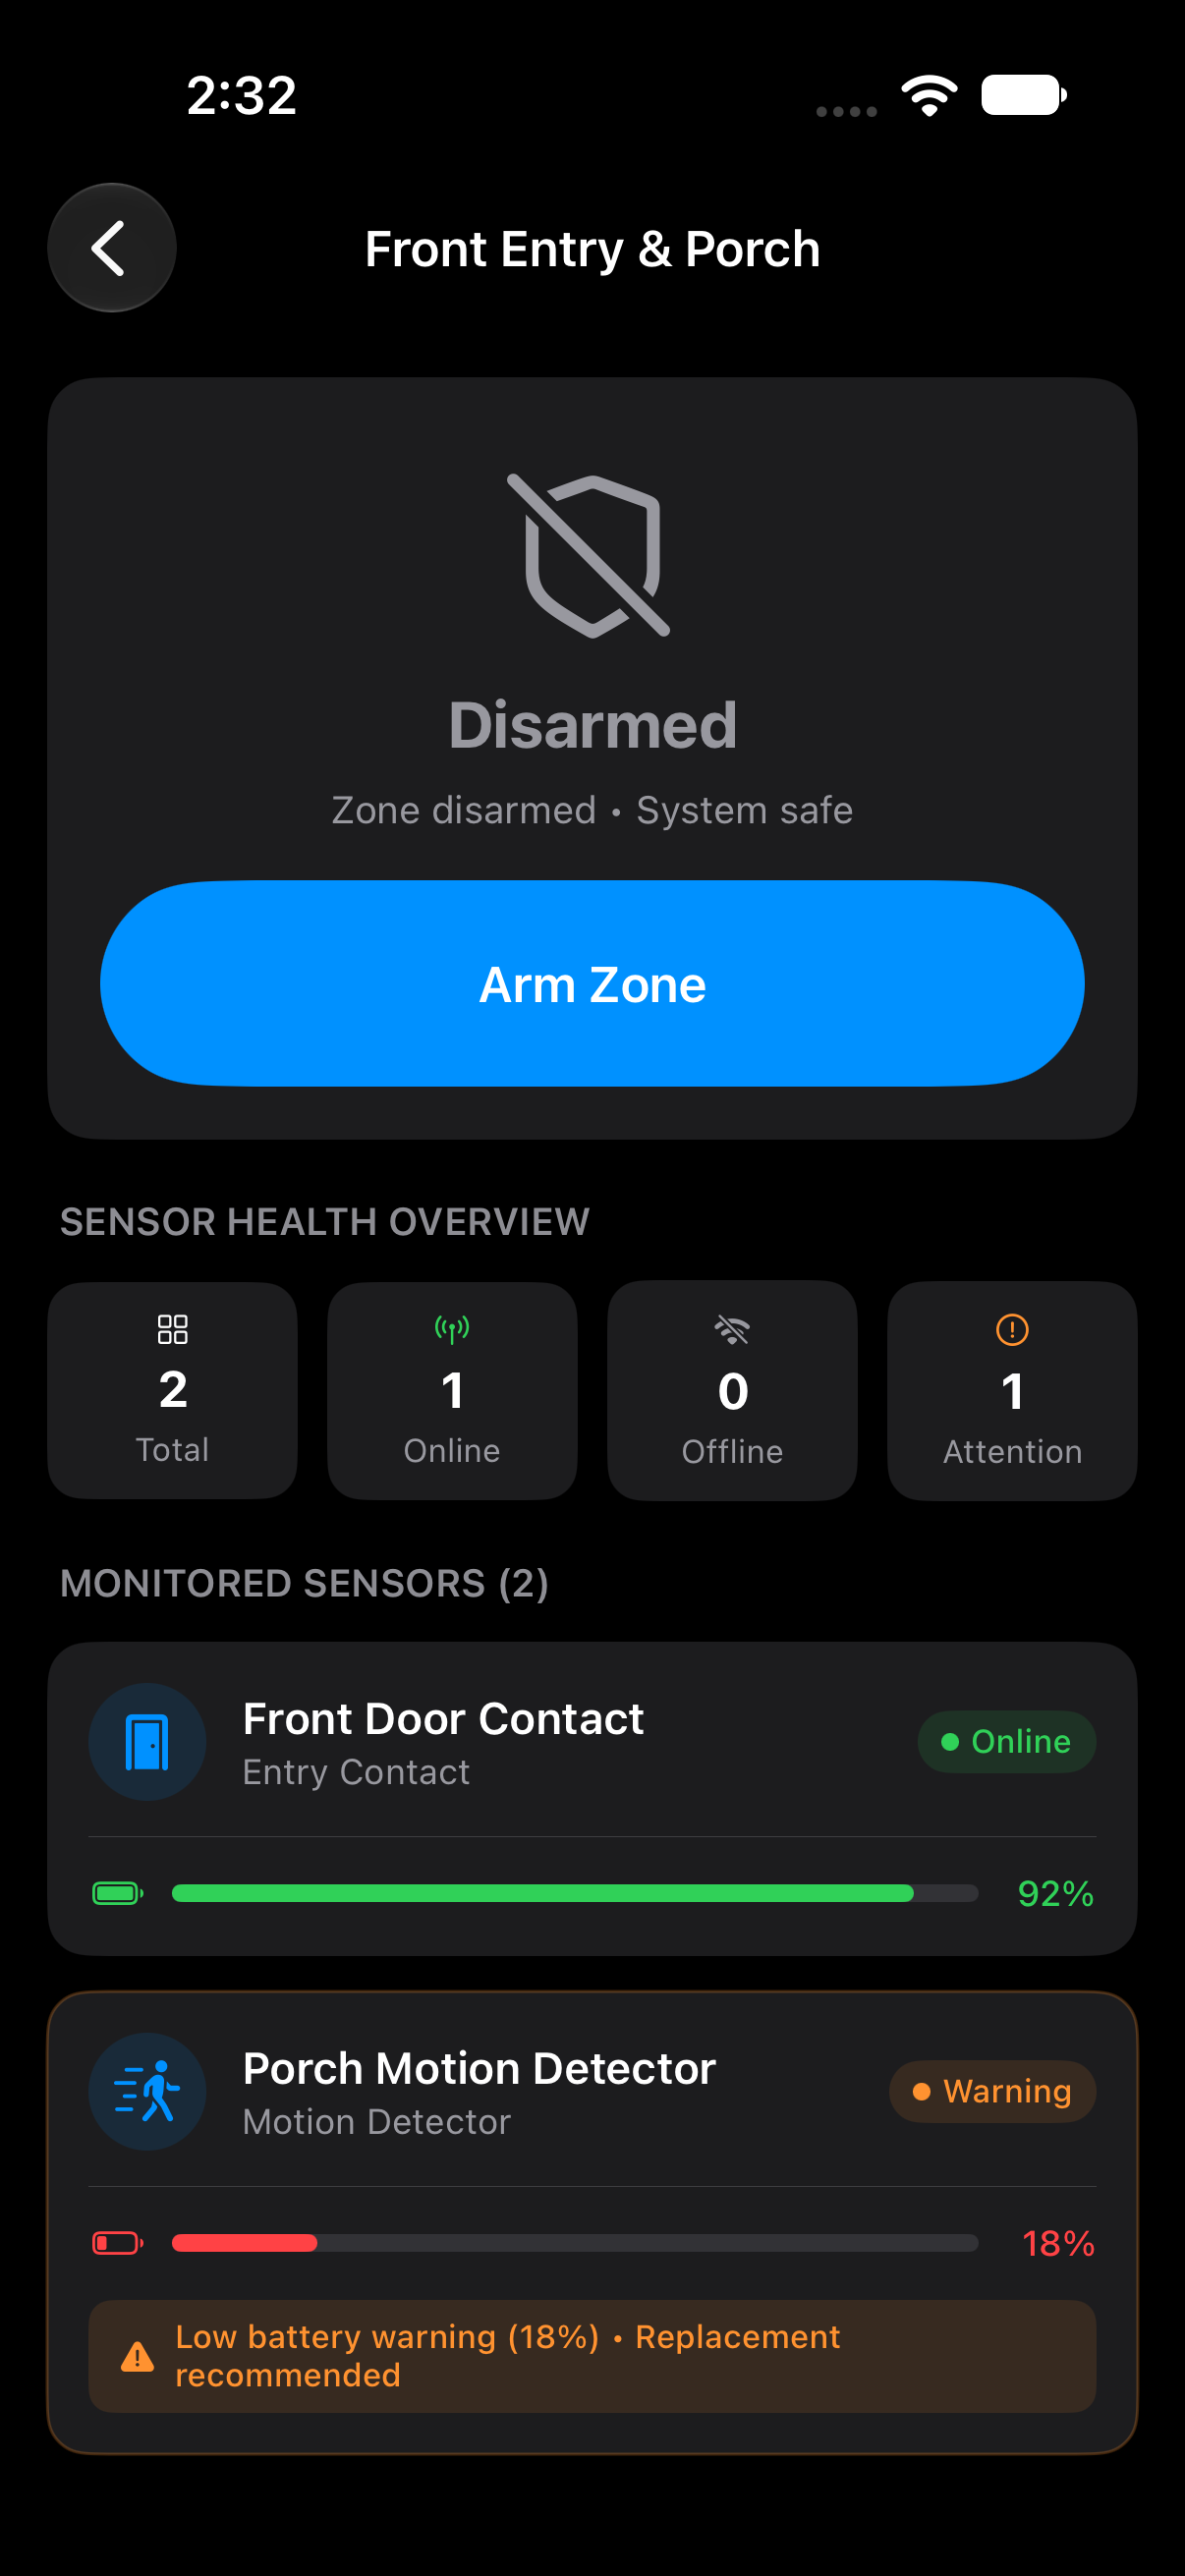 2:32
Front Entry & Porch
Disarmed
Zone disarmed • System safe
Arm Zone
SENSOR HEALTH OVERVIEW
2
Total
1
Online
0
Offline
1
Attention
MONITORED SENSORS (2)
Front Door Contact
Entry Contact
Online
92%
Porch Motion Detector
Motion Detector
Warning
18%
Low battery warning (18%) • Replacement
recommended